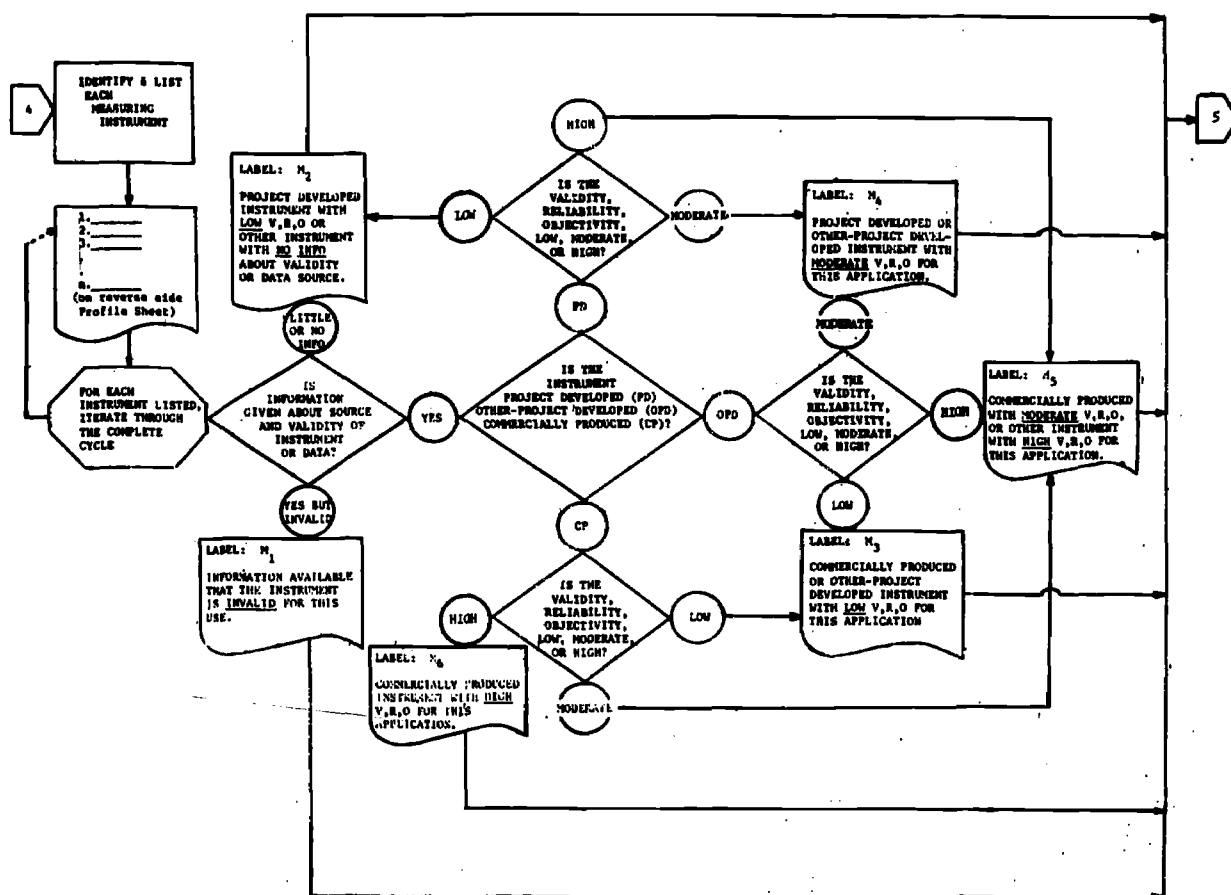 4
IDENTIFY & LIST
EACH
MEASURING
INSTRUMENT
1.
2.
3.
n.
(on reverse side
Profile Sheet)
FOR EACH
INSTRUMENT LISTED,
ITERATE THROUGH
THE COMPLETE
CYCLE
LABEL: M2
PROJECT DEVELOPED
INSTRUMENT WITH
LOW V,R,O OR
OTHER INSTRUMENT
WITH NO INFO
ABOUT VALIDITY
OR DATA SOURCE.
LITTLE
OR NO
INFO
IS
INFORMATION
GIVEN ABOUT SOURCE
AND VALIDITY OF
INSTRUMENT
OR DATA?
YES BUT
INVALID
LABEL: M1
INFORMATION AVAILABLE
THAT THE INSTRUMENT
IS INVALID FOR THIS
USE.
YES
HIGH
LOW
IS THE
VALIDITY,
RELIABILITY,
OBJECTIVITY,
LOW, MODERATE,
OR HIGH?
MODERATE
PD
IS THE
INSTRUMENT
PROJECT DEVELOPED (PD)
OTHER-PROJECT DEVELOPED (OPD)
COMMERCIALLY PRODUCED (CP)?
OPD
CP
IS THE
VALIDITY,
RELIABILITY,
OBJECTIVITY,
LOW, MODERATE,
OR HIGH?
HIGH
LOW
MODERATE
LABEL: M6
COMMERCIALLY PRODUCED
INSTRUMENT WITH HIGH
V,R,O FOR THIS
APPLICATION.
LABEL: M4
PROJECT DEVELOPED OR
OTHER-PROJECT DEVEL-
OPED INSTRUMENT WITH
MODERATE V,R,O FOR
THIS APPLICATION.
MODERATE
IS THE
VALIDITY,
RELIABILITY,
OBJECTIVITY,
LOW, MODERATE,
OR HIGH?
HIGH
LOW
LABEL: M3
COMMERCIALLY PRODUCED
OR OTHER-PROJECT
DEVELOPED INSTRUMENT
WITH LOW V,R,O FOR
THIS APPLICATION
LABEL: M5
COMMERCIALLY PRODUCED
WITH MODERATE V,R,O,
OR OTHER INSTRUMENT
WITH HIGH V,R,O FOR
THIS APPLICATION.
5